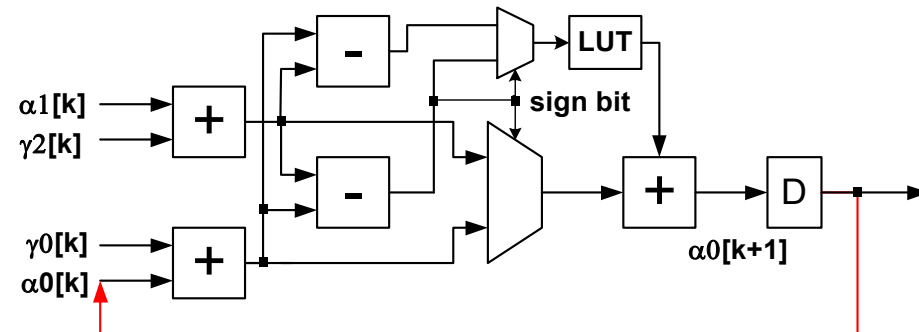 -
LUT
α1[k]
+
sign bit
γ2[k]
-
+
D
γ0[k]
+
α0[k+1]
α0[k]